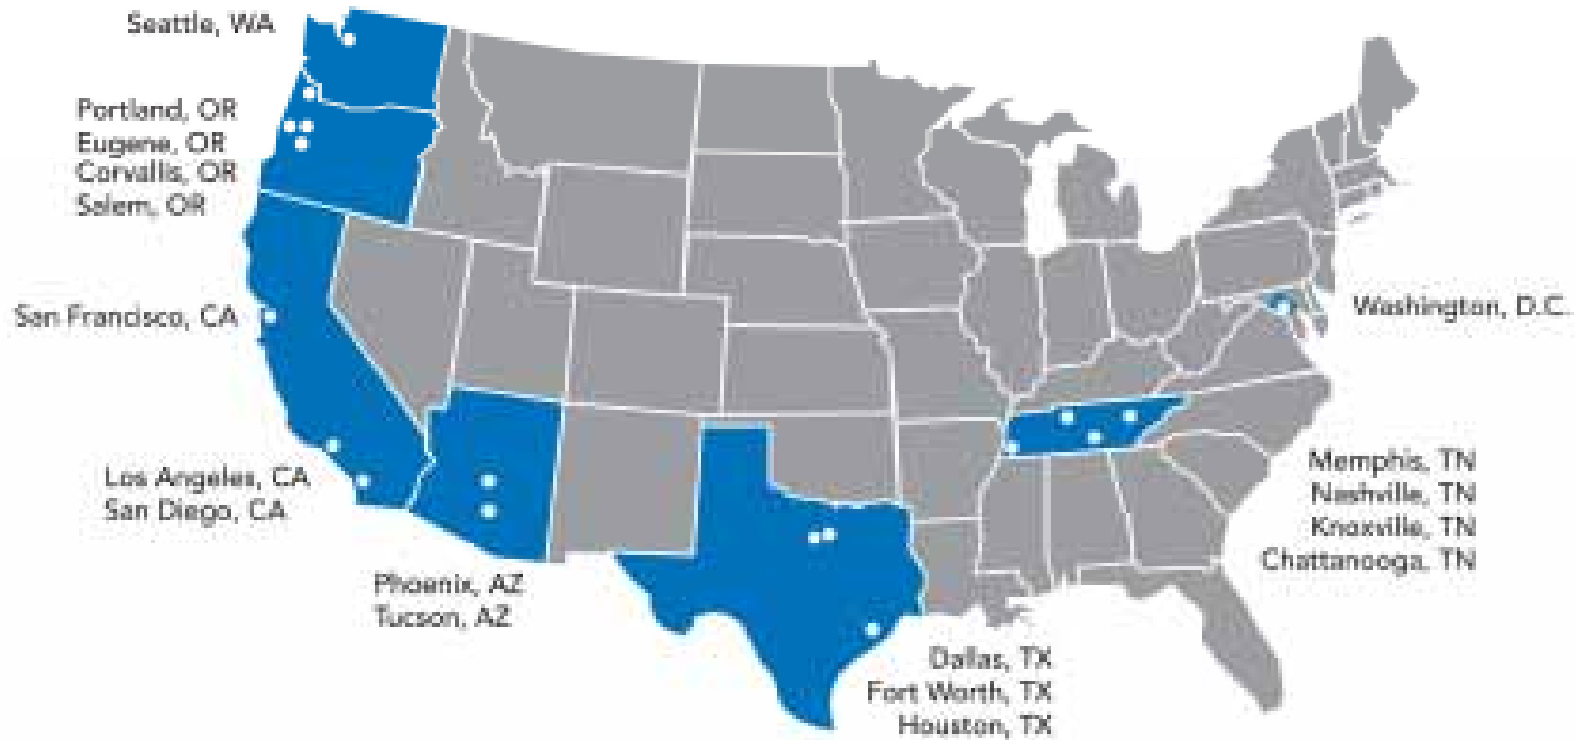 Seattle, WA
Portland, OR
Eugene, OR
Corvallis, OR
Salem, OR
San Francisco, CA
Washington, D.C.
Los Angeles, CA
San Diego, CA
Memphis, TN
Nashville, TN
Knoxville, TN
Chattanooga, TN
Phoenix, AZ
Tucson, AZ
Dallas, TX
Fort Worth, TX
Houston, TX